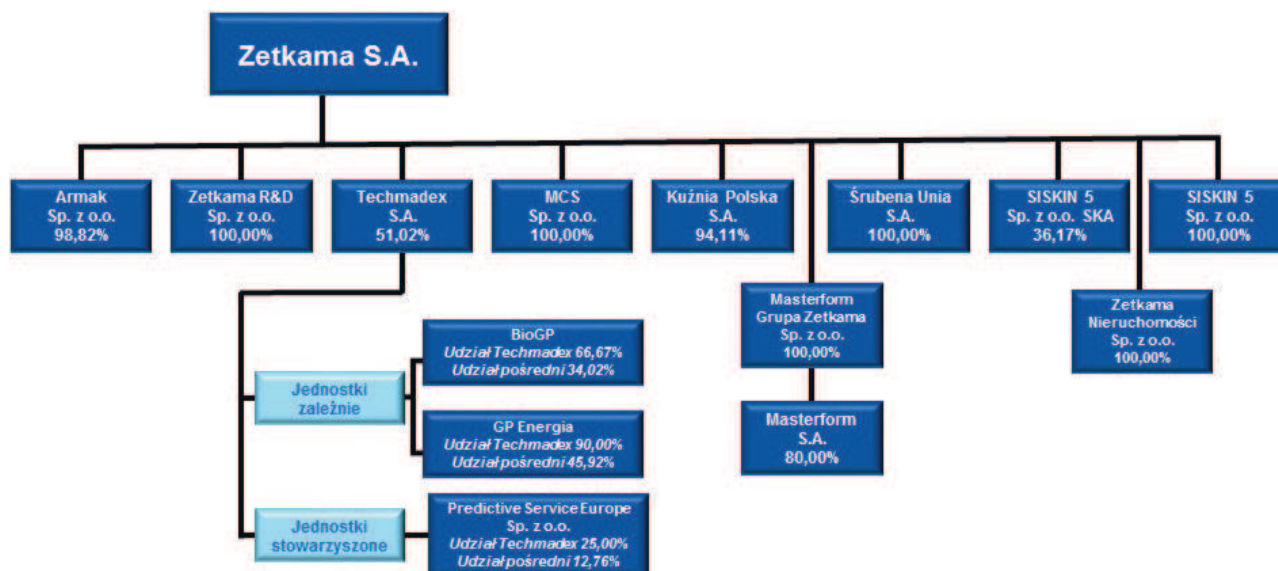 Zetkama S.A.
Armak
Sp. z o.o.
98,82%
Zetkama R&D
Sp. z o.o.
100,00%
Techmadex
S.A.
51,02%
MCS
Sp. z o.o.
100,00%
Kuźnia Polska
S.A.
94,11%
Śrubena Unia
S.A.
100,00%
SISKIN 5
Sp. z o.o. SKA
36,17%
SISKIN 5
Sp. z o.o.
100,00%
Masterform
Grupa Zetkama
Sp. z o.o.
100,00%
Zetkama
Nieruchomości
Sp. z o.o.
100,00%
Jednostki
zależnie
BioGP
Udział Techmadex 66,67%
Udział pośredni 34,02%
GP Energia
Udział Techmadex 90,00%
Udział pośredni 45,92%
Masterform
S.A.
80,00%
Jednostki
stowarzyszone
Predictive Service Europe
Sp. z o.o.
Udział Techmadex 25,00%
Udział pośredni 12,76%